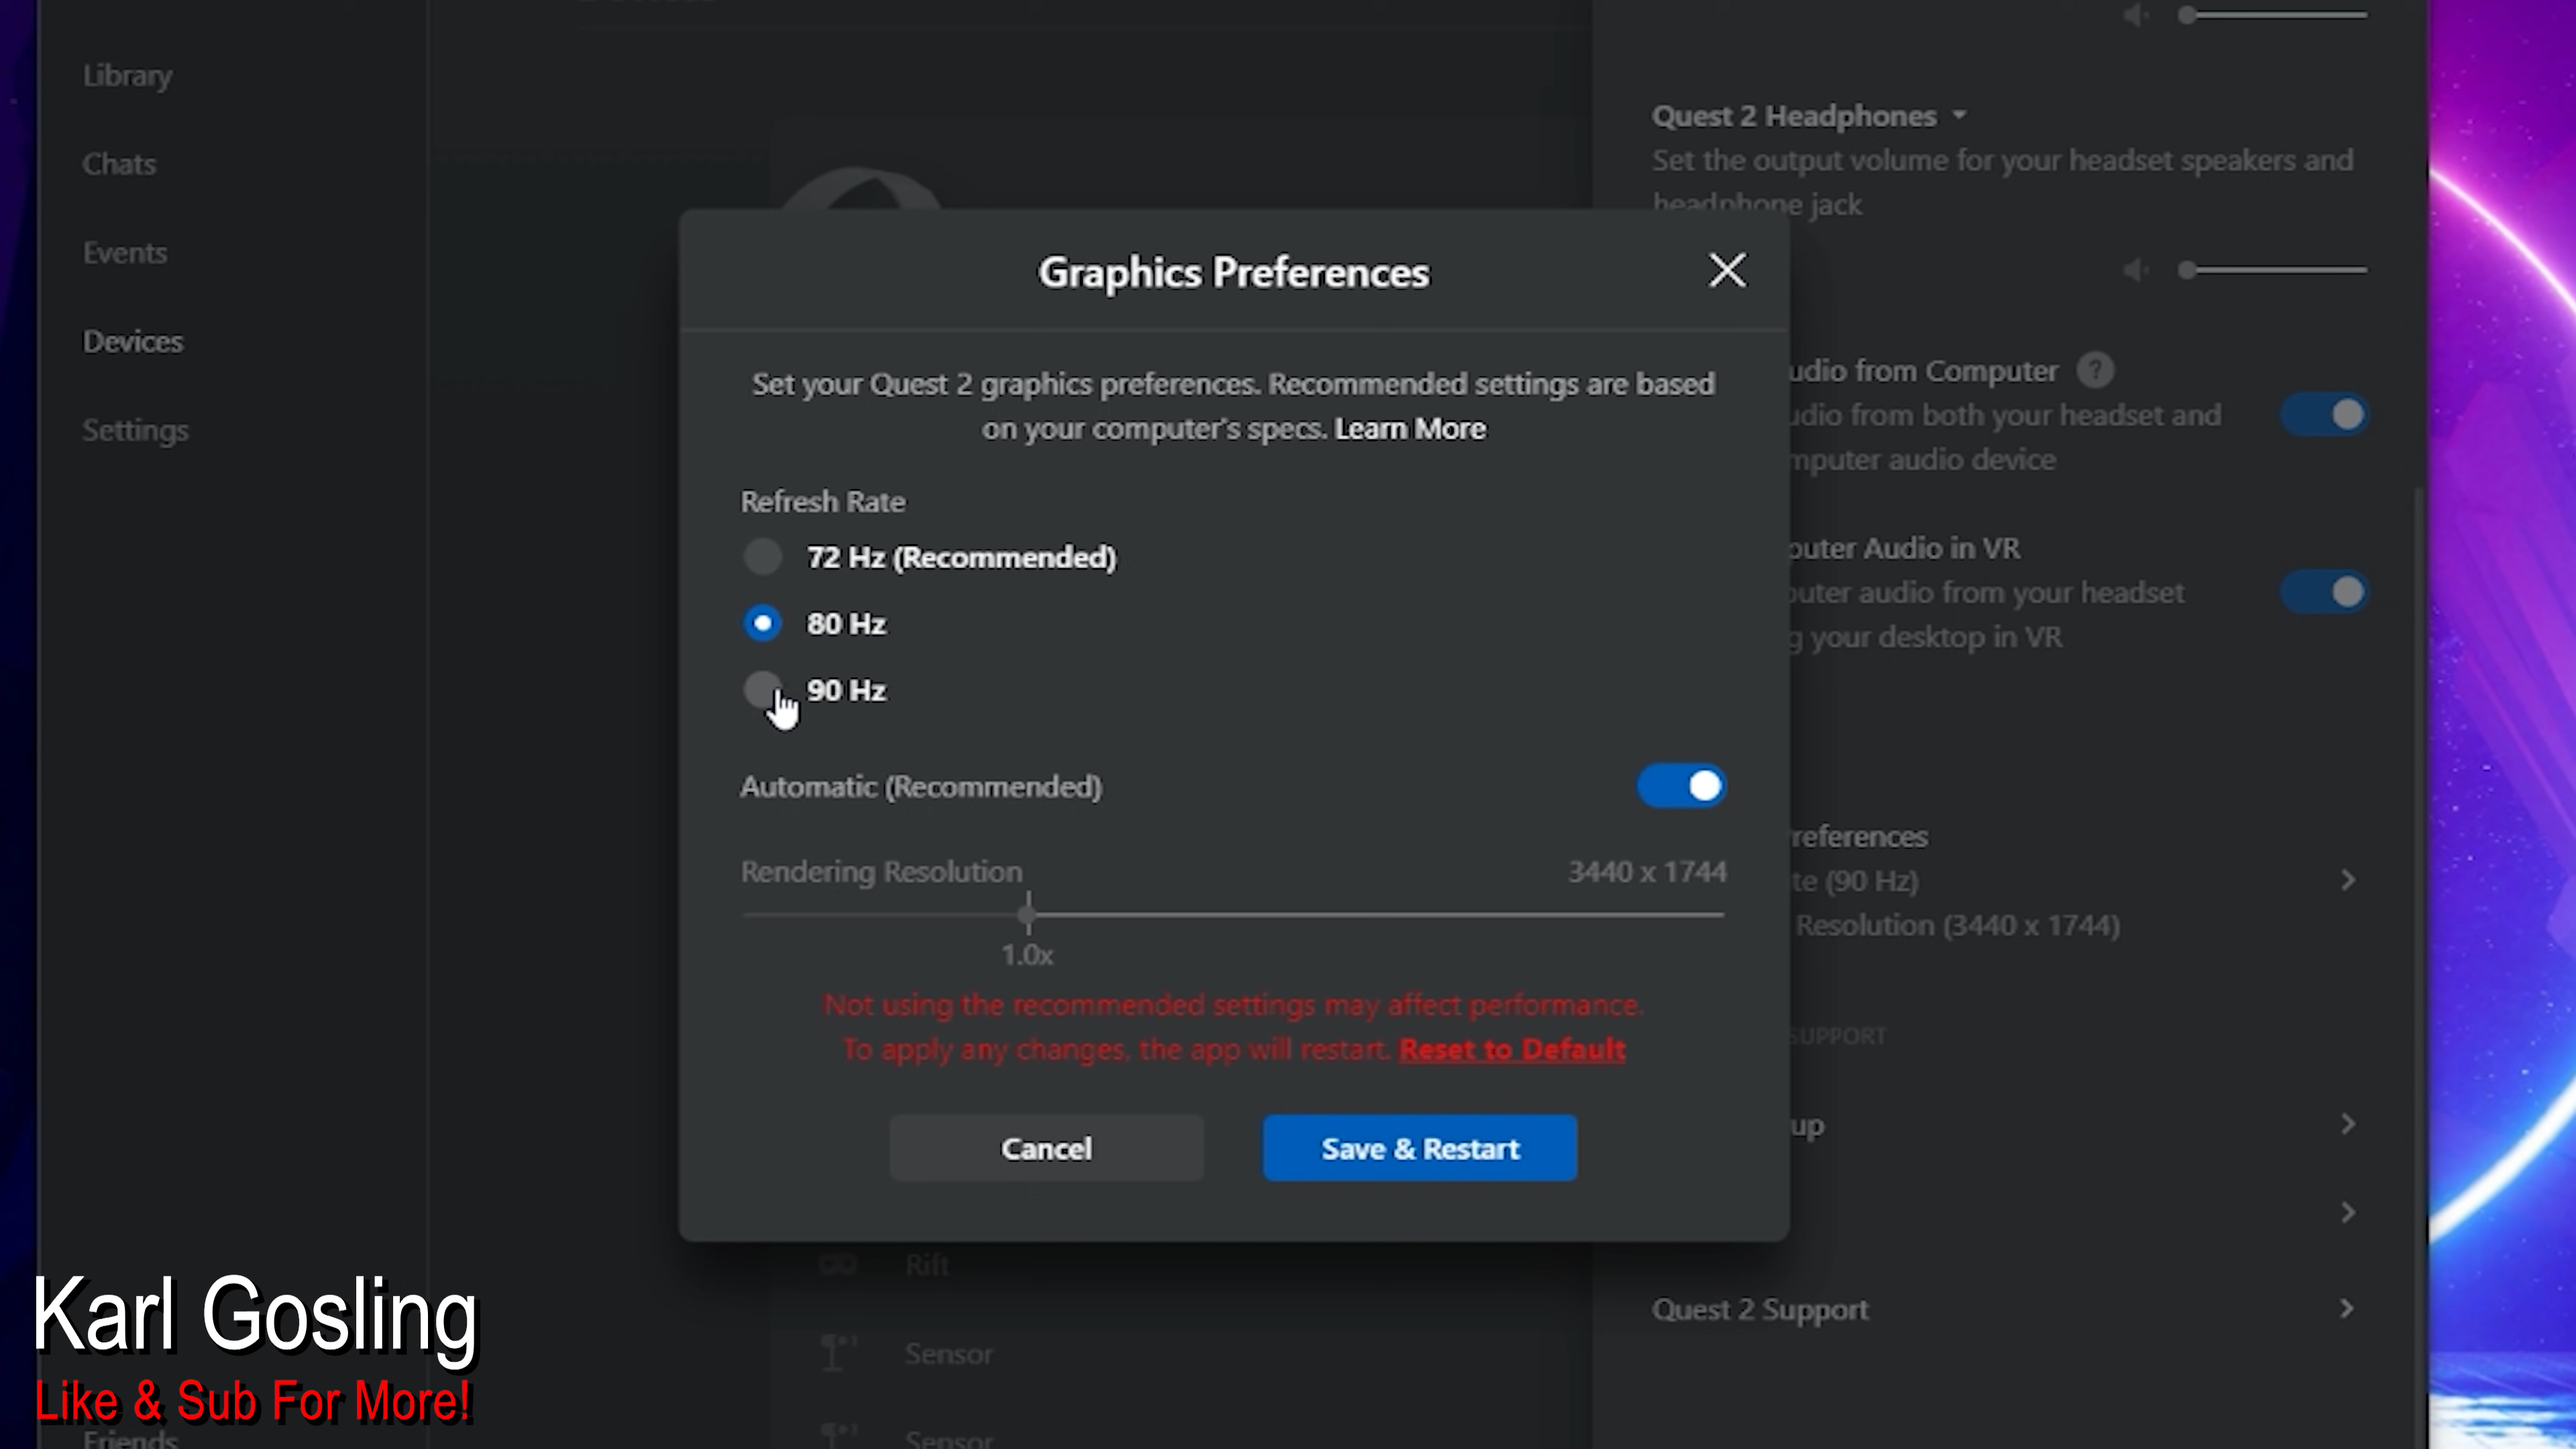 Library
Chats
Events
Devices
Settings
Quest 2 Headphones
Set the output volume for your headset speakers and
headphone jack
udio from Computer ?
udio from both your headset and
mputer audio device
puter Audio in VR
outer audio from your headset
g your desktop in VR
references
te (90 Hz)
Resolution (3440 x 1744)
SUPPORT
up
Quest 2 Support
Graphics Preferences
Set your Quest 2 graphics preferences. Recommended settings are based
on your computer's specs. Learn More
Refresh Rate
72 Hz (Recommended)
80 Hz
90 Hz
Automatic (Recommended)
Rendering Resolution 3440 x 1744
1.0x
Not using the recommended settings may affect performance.
To apply any changes, the app will restart. Reset to Default
Cancel Save & Restart
Rift
Sensor
Sensor
Karl Gosling
Like & Sub For More!
Friends